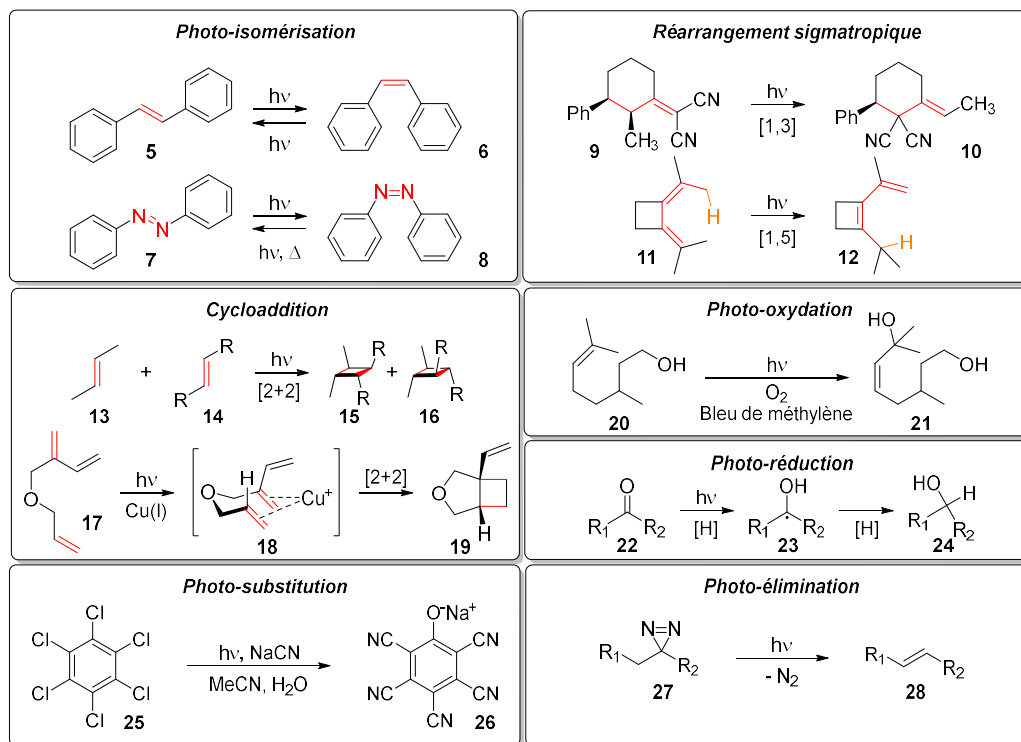 Photo-isomérisation
hν
hν
5
6
N
N
N=N
hν
hν, Δ
7
8
Réarrangement sigmatropique
Ph
CH₃
CN
CN
hν
[1,3]
Ph
CN
CN
CH₃
9
10
H
hν
[1,5]
H
11
12
Cycloaddition
+
R
R
hν
[2+2]
R
R
R
R
13
14
15
16
O
hν
Cu(I)
H
O
Cu⁺
[2+2]
O
H
17
18
19
Photo-oxydation
OH
hν
O₂
Bleu de méthylène
HO
OH
20
21
Photo-réduction
O
R₁
R₂
hν
[H]
OH
R₁
R₂
[H]
HO
H
R₁
R₂
22
23
24
Photo-substitution
Cl
Cl
Cl
Cl
Cl
Cl
hν, NaCN
MeCN, H₂O
O⁻Na⁺
CN
CN
CN
CN
CN
25
26
Photo-élimination
N=N
R₁
R₂
hν
- N₂
R₁
R₂
27
28